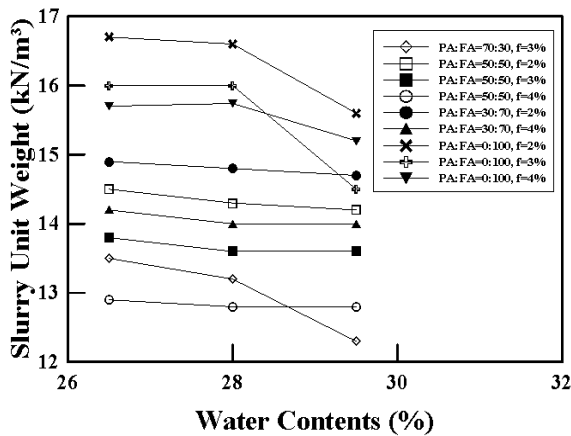 17
16
15
14
13
12
Slurry Unit Weight (kN/m³)
PA:FA=70:30, f=3%
PA:FA=50:50, f=2%
PA:FA=50:50, f=3%
PA:FA=50:50, f=4%
PA:FA=30:70, f=2%
PA:FA=30:70, f=4%
PA:FA=0:100, f=2%
PA:FA=0:100, f=3%
PA:FA=0:100, f=4%
26 28 30 32
Water Contents (%)